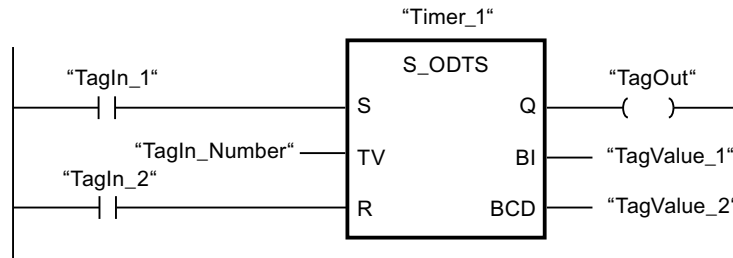 “Timer_1“
S_ODTS
“TagIn_1“ “TagOut“
S Q
“TagIn_Number“ TV BI “TagValue_1“
“TagIn_2“
R BCD “TagValue_2“